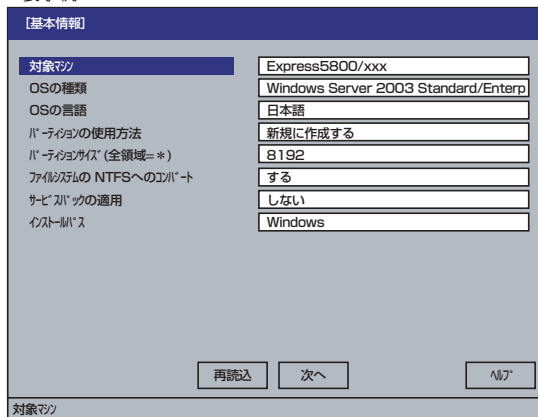 [基本情報]
対象ﾏｼﾝ Express5800/xxx
OSの種類 Windows Server 2003 Standard/Enterp
OSの言語 日本語
ﾊﾟｰﾃｨｼｮﾝの使用方法 新規に作成する
ﾊﾟｰﾃｨｼｮﾝｻｲｽﾞ(全領域=*) 8192
ﾌｧｲﾙｼｽﾃﾑの NTFSへのｺﾝﾊﾞｰﾄ する
ｻｰﾋﾞｽﾊﾟｯｸの適用 しない
ｲﾝｽﾄｰﾙﾊﾟｽ Windows
再読込 次へ ﾍﾙﾌﾟ
対象ﾏｼﾝ